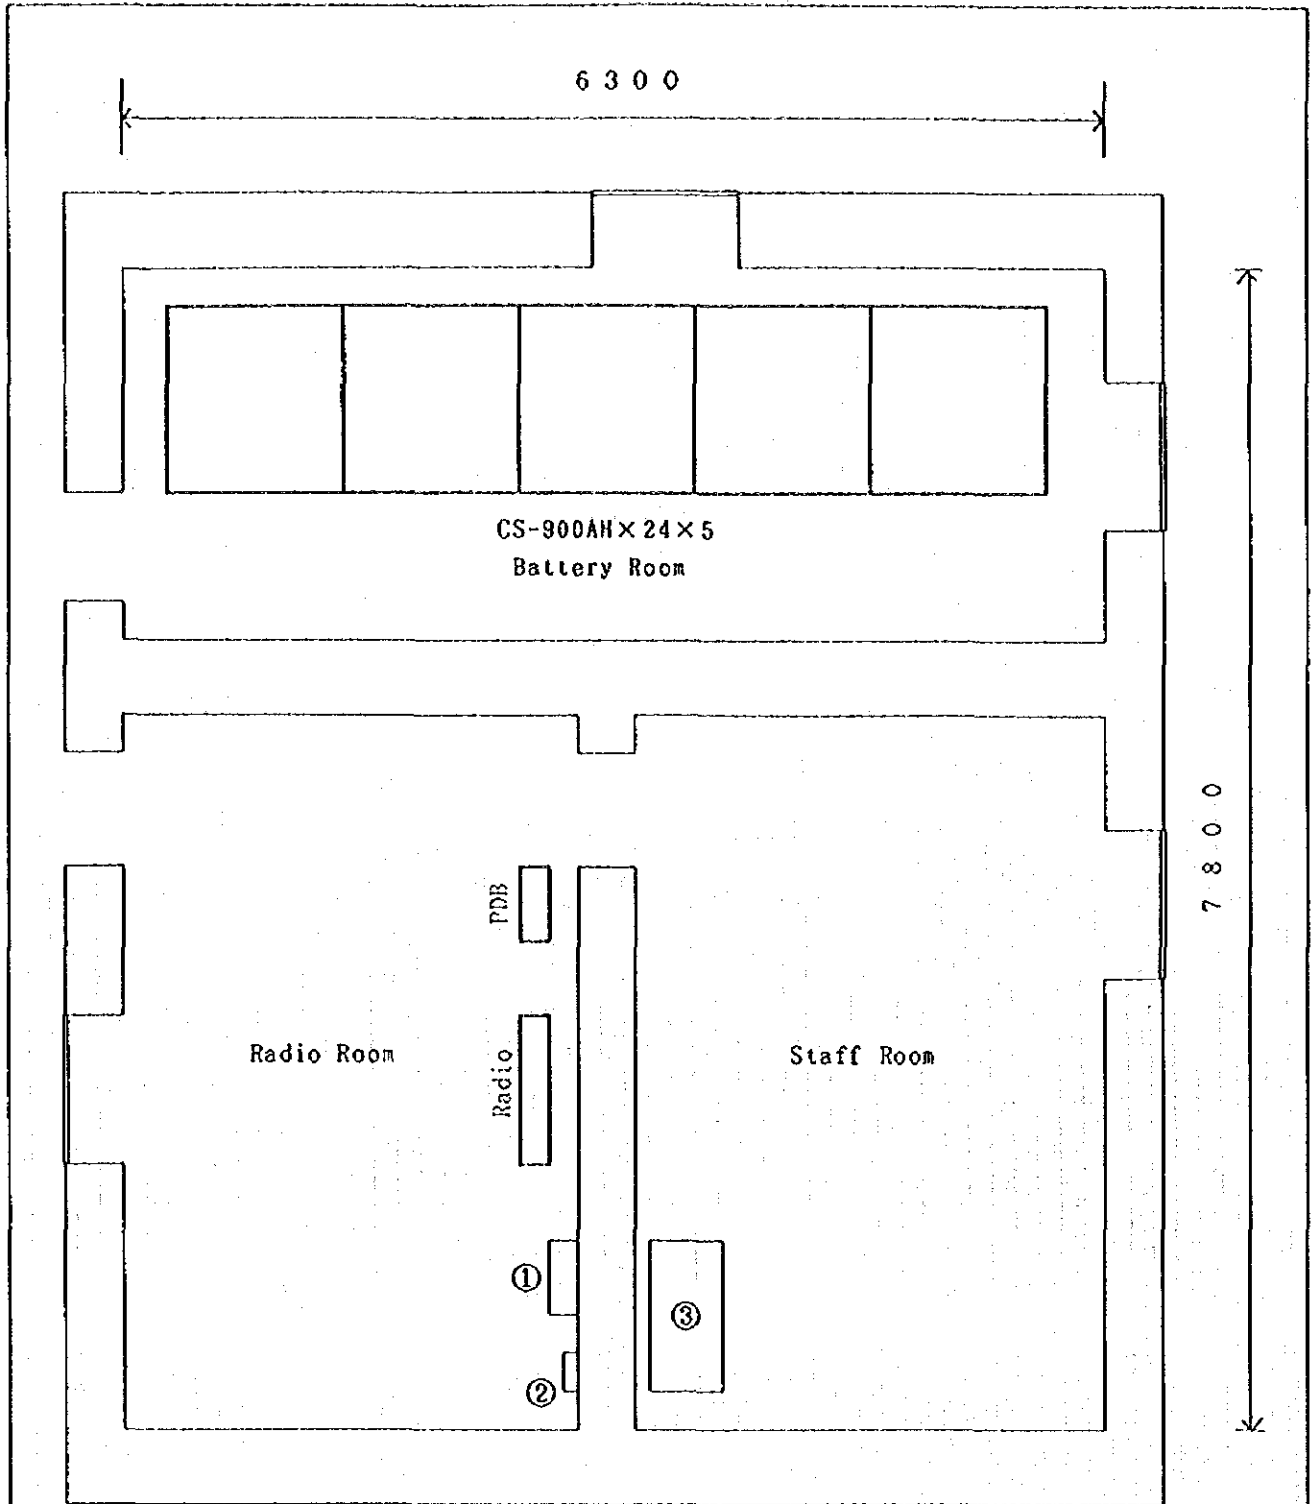 6300
CS-900AH×24×5
Battery Room
7800
PDB
Radio Room
Radio
Staff Room
①
③
②